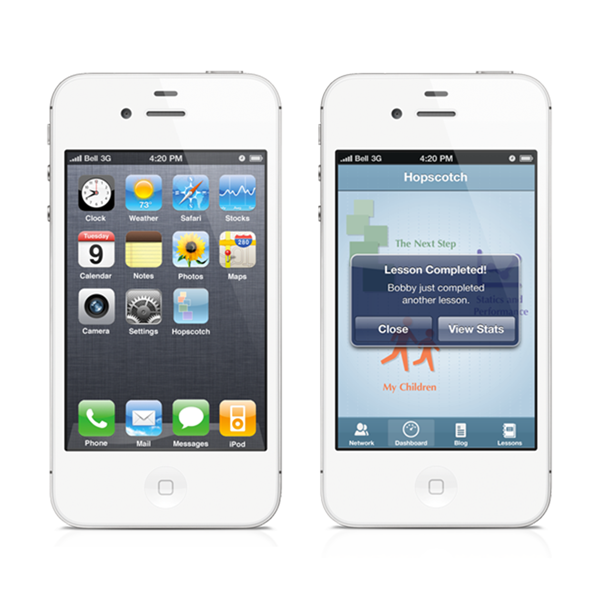 Bell 3G 4:20 PM
Clock Weather Safari Stocks
73°
Tuesday
9
280
Calendar Notes Photos Maps
Camera Settings Hopscotch
Phone Mail Messages iPod
Bell 3G 4:20 PM
Hopscotch
The Next Step
Lesson Completed!
Bobby just completed
another lesson.
Statics and
Performance
Close View Stats
My Children
Network Dashboard Blog Lessons